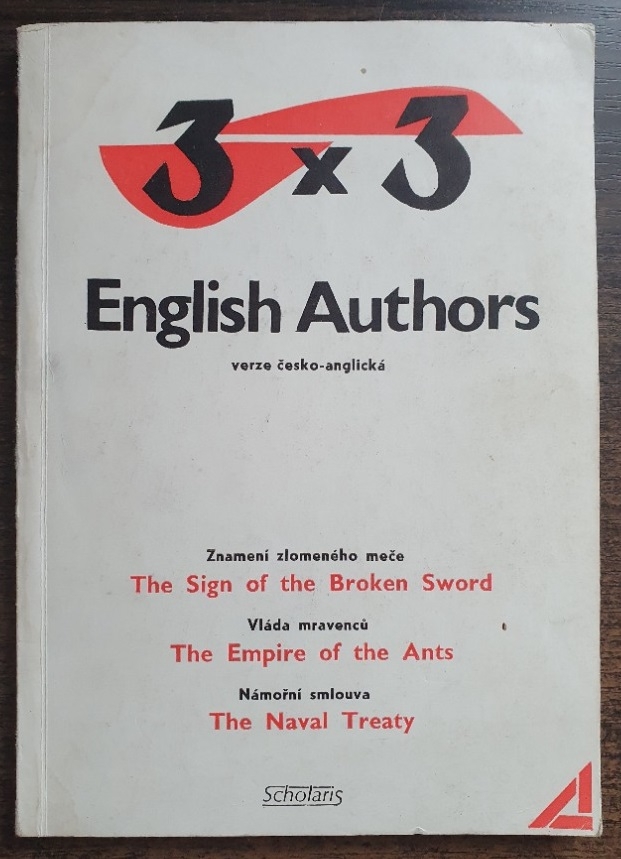 3 x 3
English Authors
verze česko-anglická
Znamení zlomeného meče
The Sign of the Broken Sword
Vláda mravenců
The Empire of the Ants
Námořní smlouva
The Naval Treaty
Scholaris